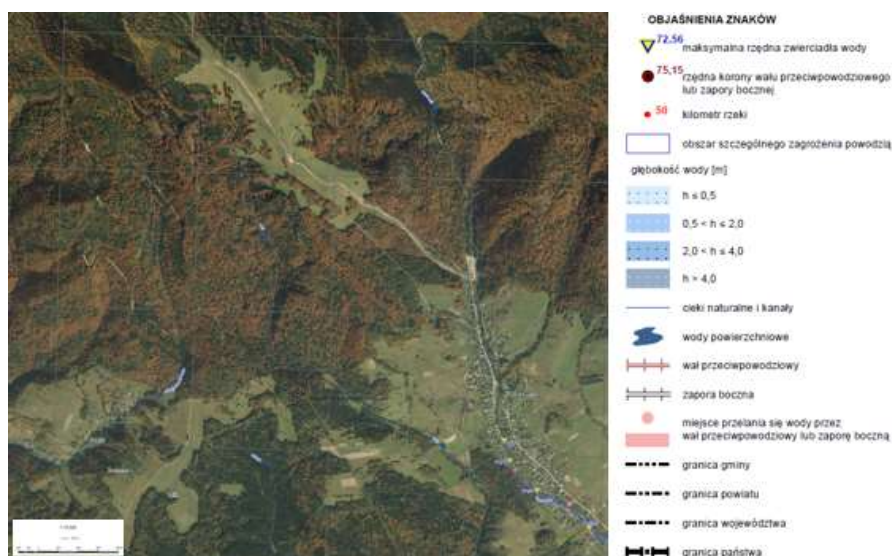 OBJAŚNIENIA ZNAKÓW
72,56
maksymalna rzędna zwierciadła wody
75,15
rzędna korony wału przeciwpowodziowego
lub zapory bocznej
50
kilometr rzeki
obszar szczególnego zagrożenia powodzią
głębokość wody [m]
h ≤ 0,5
0,5 < h ≤ 2,0
2,0 < h ≤ 4,0
h > 4,0
cieki naturalne i kanały
wody powierzchniowe
wał przeciwpowodziowy
zapora boczna
miejsce przelania się wody przez
wał przeciwpowodziowy lub zaporę boczną
granica gminy
granica powiatu
granica województwa
granica państwa